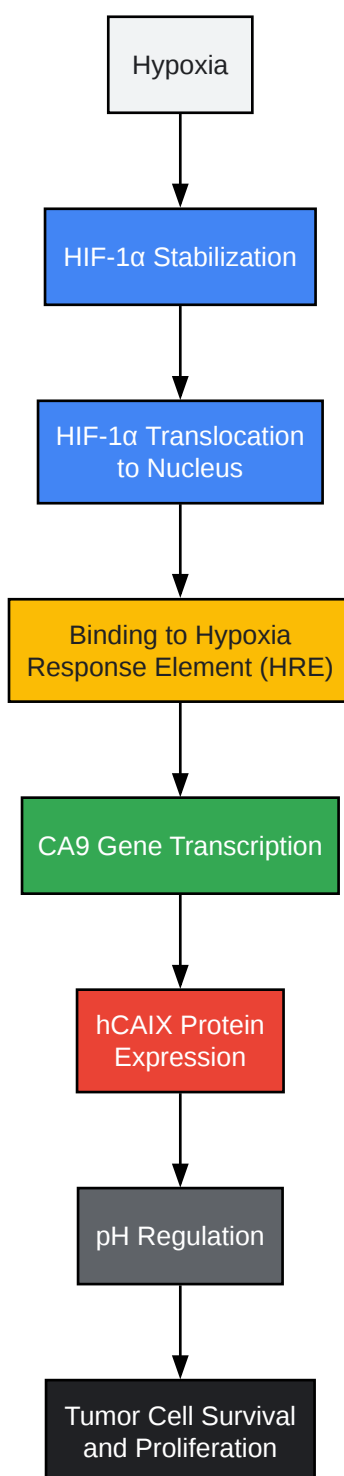 Hypoxia
HIF-1α Stabilization
HIF-1α Translocation
to Nucleus
Binding to Hypoxia
Response Element (HRE)
CA9 Gene Transcription
hCAIX Protein
Expression
pH Regulation
Tumor Cell Survival
and Proliferation